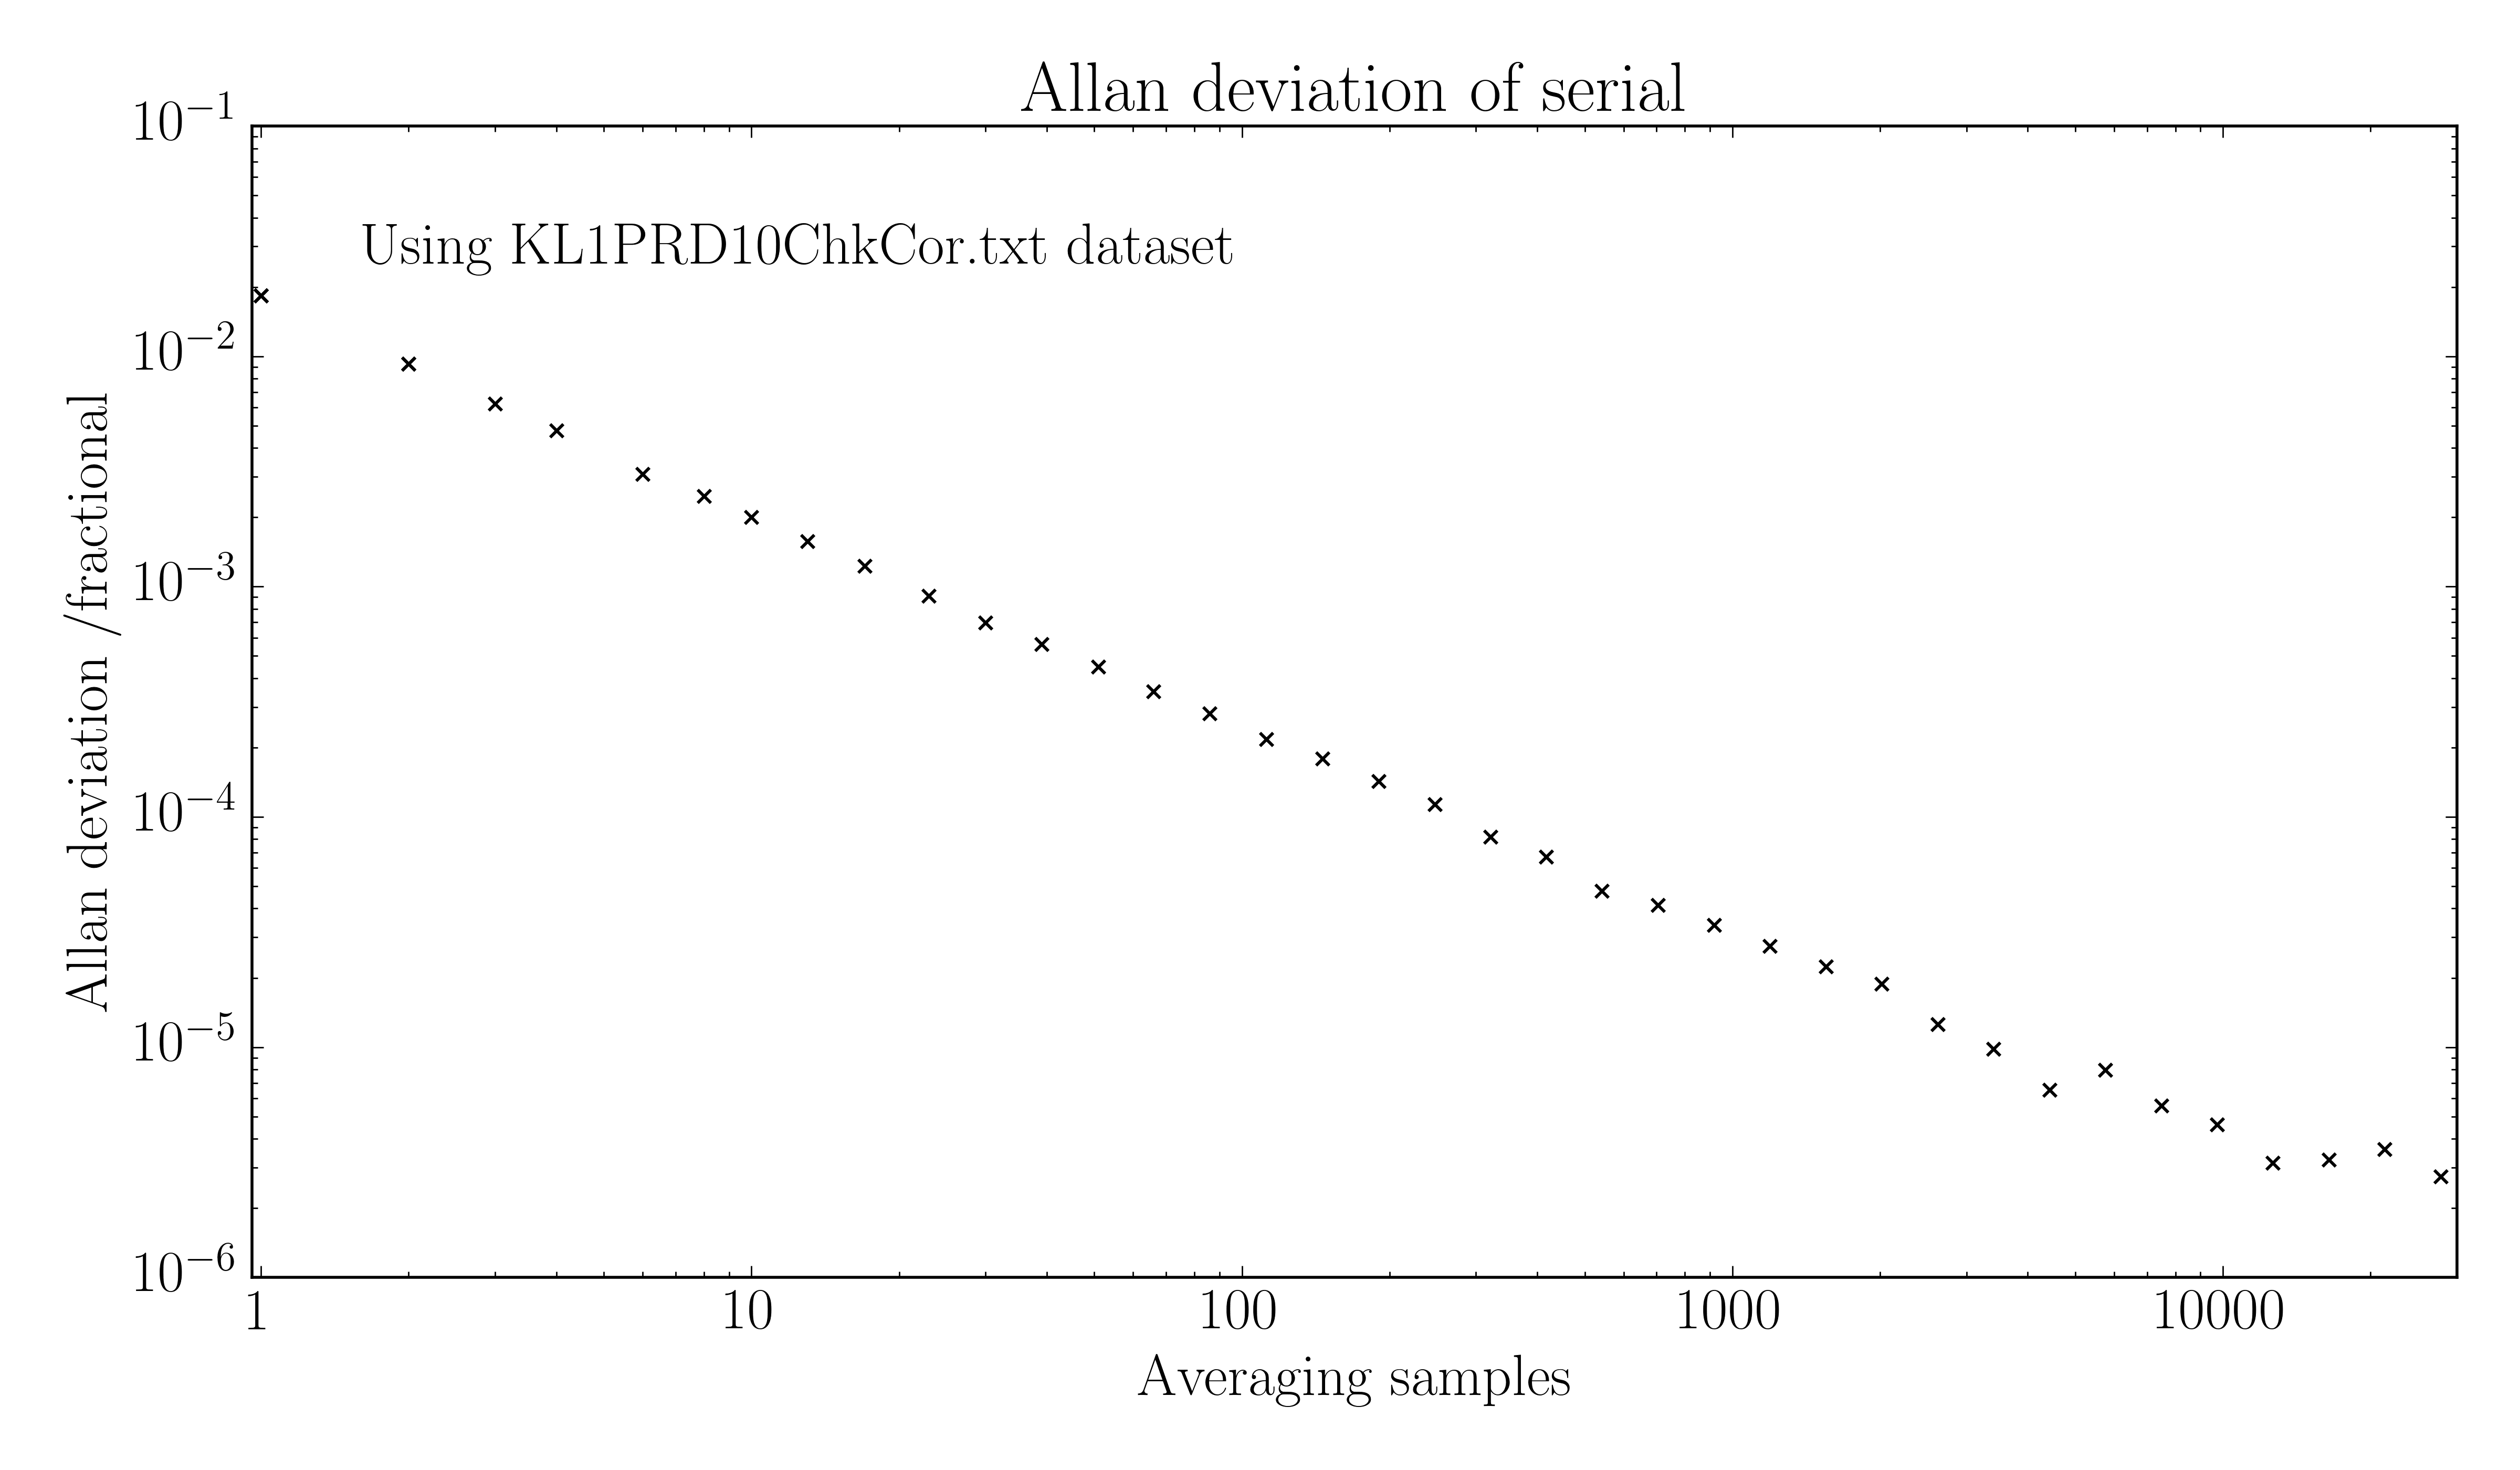 Allan deviation of serial
Using KL1PRD10ChkCor.txt dataset
Allan deviation /fractional
10⁻¹
10⁻²
10⁻³
10⁻⁴
10⁻⁵
10⁻⁶
1 10 100 1000 10000
Averaging samples